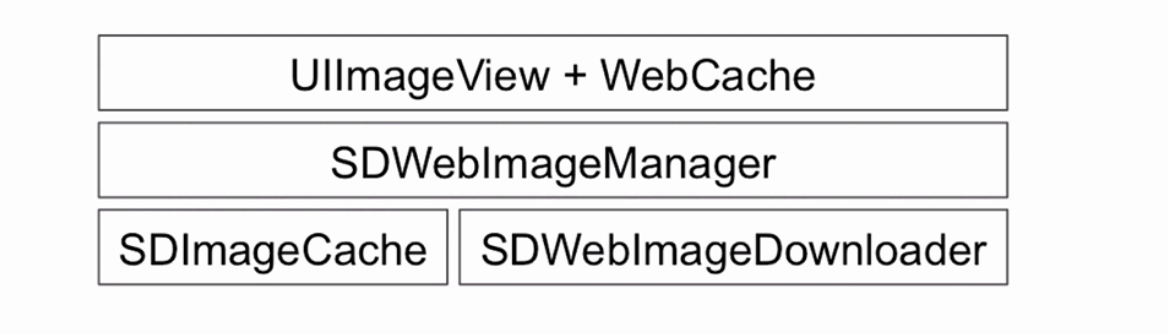 UIImageView + WebCache
SDWebImageManager
SDImageCache
SDWebImageDownloader